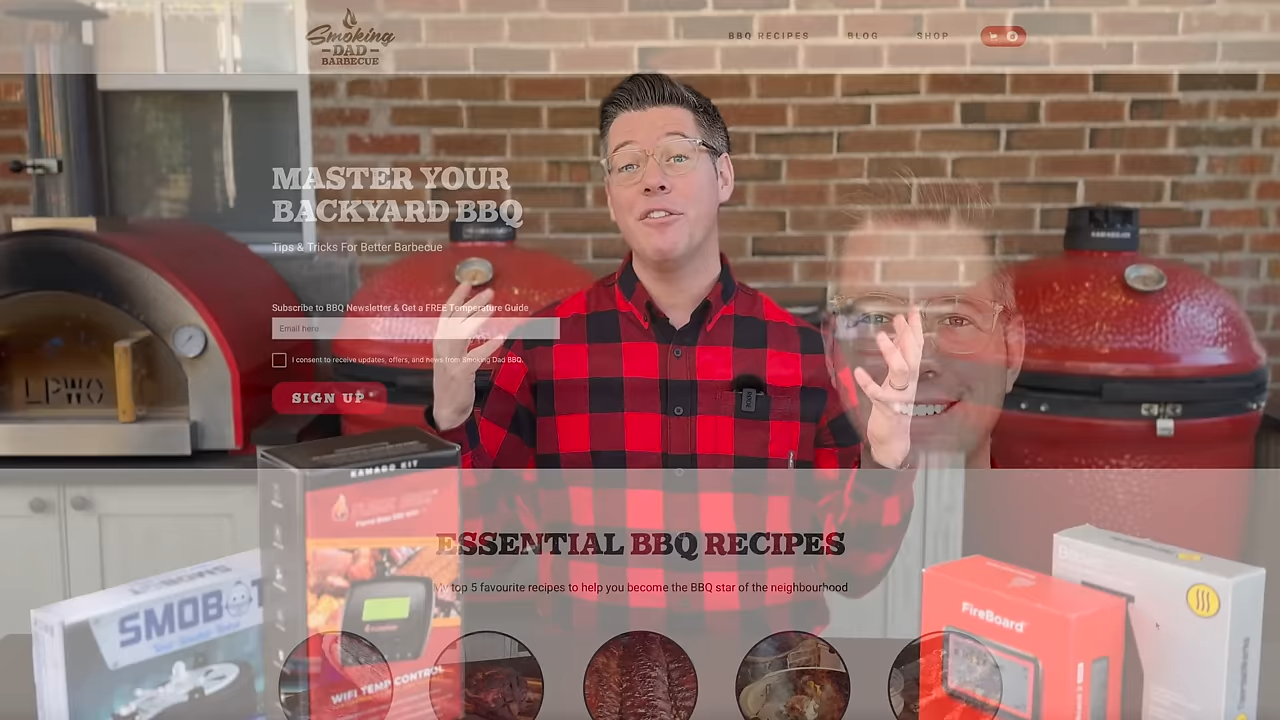 Smoking
DAD
BARBECUE
BBQ RECIPES
BLOG
SHOP
MASTER YOUR
BACKYARD BBQ
Tips & Tricks For Better Barbecue
Subscribe to BBQ Newsletter & Get a FREE Temperature Guide
Email here
I consent to receive updates, offers, and news from Smoking Dad BBQ.
SIGN UP
LPWO
KAMADO KIT
ESSENTIAL BBQ RECIPES
My top 5 favourite recipes to help you become the BBQ star of the neighbourhood
SMOBOT
FireBoard
WIFI TEMP CONTROL